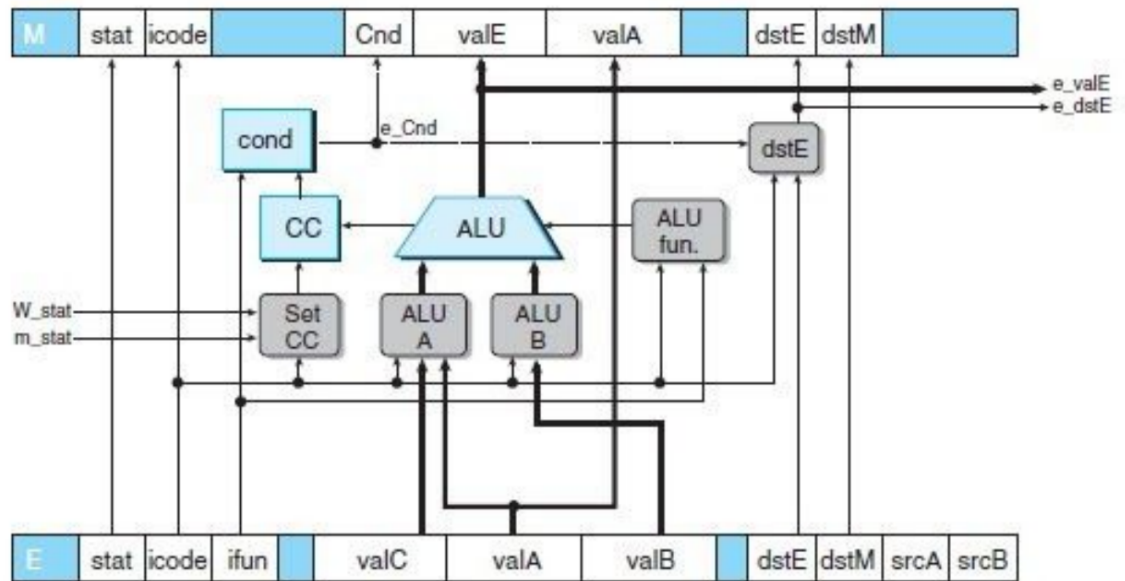 M stat icode Cnd valE valA dstE dstM
e_valE
e_dstE
e_Cnd
cond
dstE
CC
ALU
ALU
fun.
W_stat
m_stat
Set
CC
ALU
A
ALU
B
E stat icode ifun valC valA valB dstE dstM srcA srcB